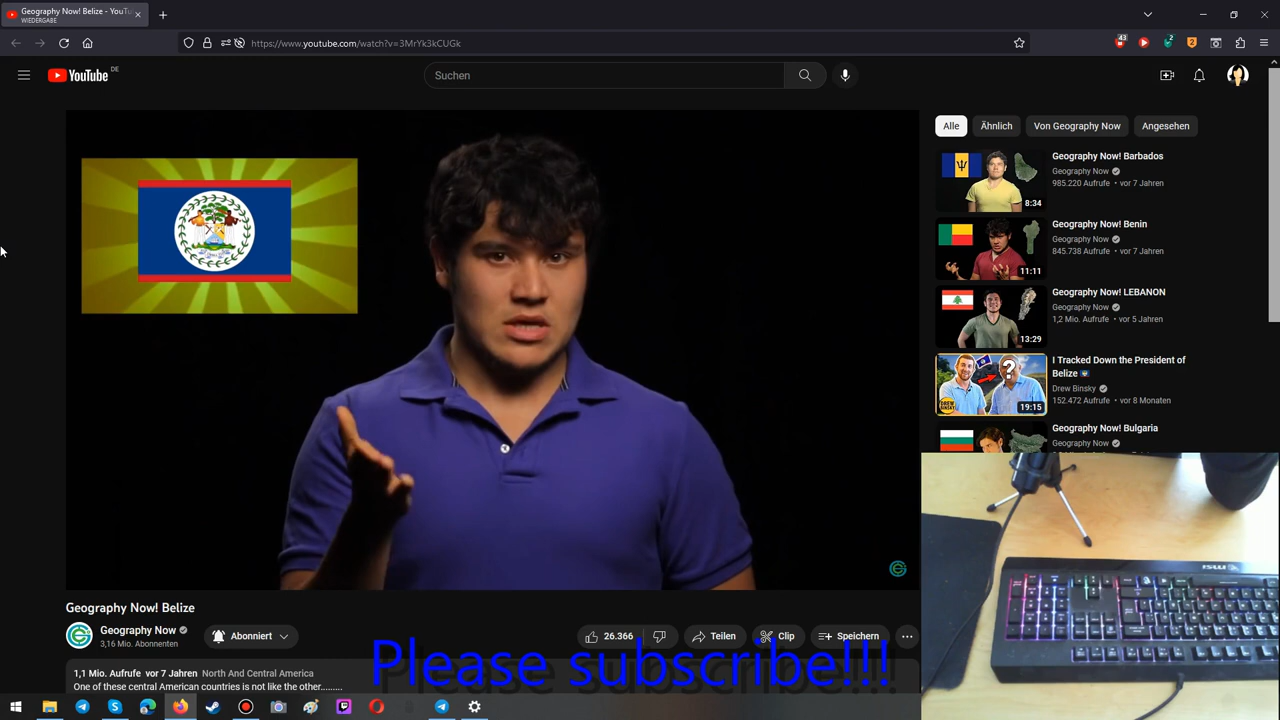 Geography Now! Belize - YouTu
WIEDERGABE
https://www.youtube.com/watch?v=3MrYk3kCUGk
43
2
2
YouTube DE
Suchen
Alle
Ähnlich
Von Geography Now
Angesehen
8:34
Geography Now! Barbados
Geography Now
985.220 Aufrufe • vor 7 Jahren
11:11
Geography Now! Benin
Geography Now
845.738 Aufrufe • vor 7 Jahren
13:29
Geography Now! LEBANON
Geography Now
1,2 Mio. Aufrufe • vor 5 Jahren
?
19:15
I Tracked Down the President of
Belize
Drew Binsky
152.472 Aufrufe • vor 8 Monaten
Geography Now! Bulgaria
Geography Now
Geography Now! Belize
Geography Now
3,16 Mio. Abonnenten
Abonniert
26.366
Teilen
Clip
Speichern
Please subscribe!!!
1,1 Mio. Aufrufe vor 7 Jahren North And Central America
One of these central American countries is not like the other........